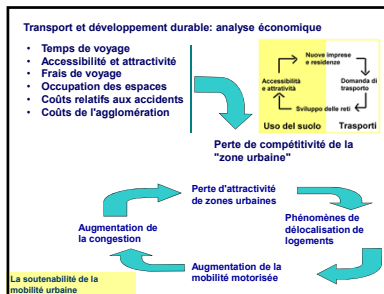 Transport et développement durable: analyse économique
• Temps de voyage
• Accessibilité et attractivité
• Frais de voyage
• Occupation des espaces
• Coûts relatifs aux accidents
• Coûts de l'agglomération
Nuove imprese
e residenze
Accessibilità
e attratività
Domanda di
trasporto
Sviluppo delle reti
Uso del suolo
Trasporti
Perte de compétitivité de la
"zone urbaine"
Perte d'attractivité
de zones urbaines
Phénomènes de
délocalisation de
logements
Augmentation de
la congestion
Augmentation de la
mobilité motorisée
La soutenabilité de la
mobilité urbaine